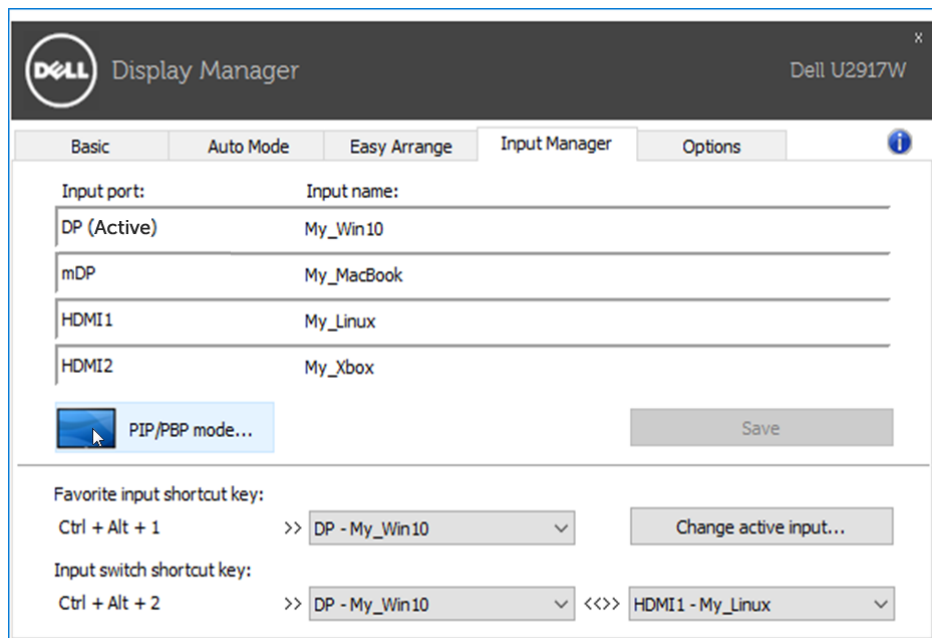 DELL Display Manager Dell U2917W x
Basic Auto Mode Easy Arrange Input Manager Options i
Input port: Input name:
DP (Active) My_Win10
mDP My_MacBook
HDMI1 My_Linux
HDMI2 My_Xbox
PIP/PBP mode... Save
Favorite input shortcut key:
Ctrl + Alt + 1 >> DP - My_Win10 Change active input...
Input switch shortcut key:
Ctrl + Alt + 2 >> DP - My_Win10 <<>> HDMI1 - My_Linux